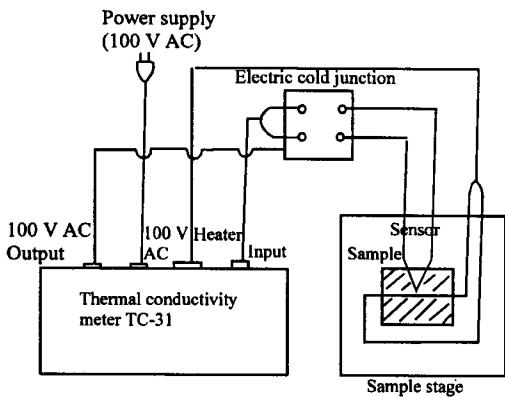 Power supply
(100 V AC)
Electric cold junction
100 V AC
Output
100 V
AC
Heater
Input
Sensor
Sample
Thermal conductivity
meter TC-31
Sample stage